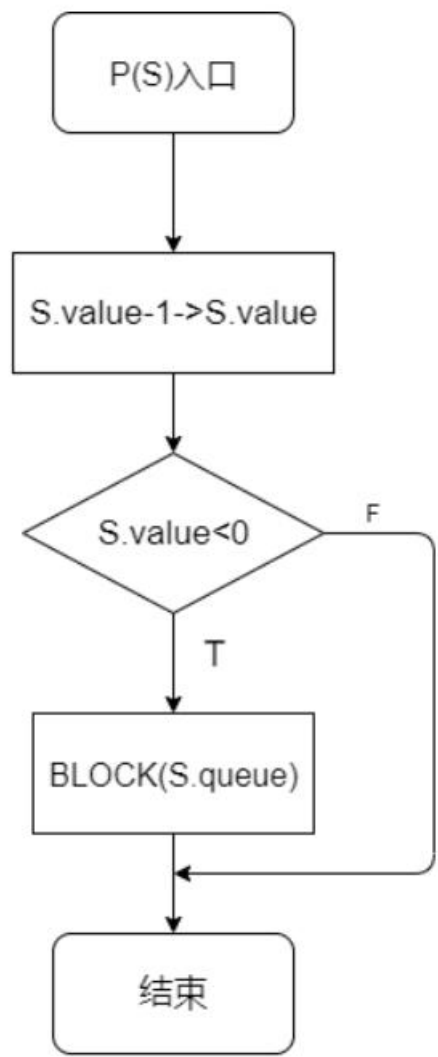 P(S)入口
S.value-1->S.value
S.value<0
F
T
BLOCK(S.queue)
结束